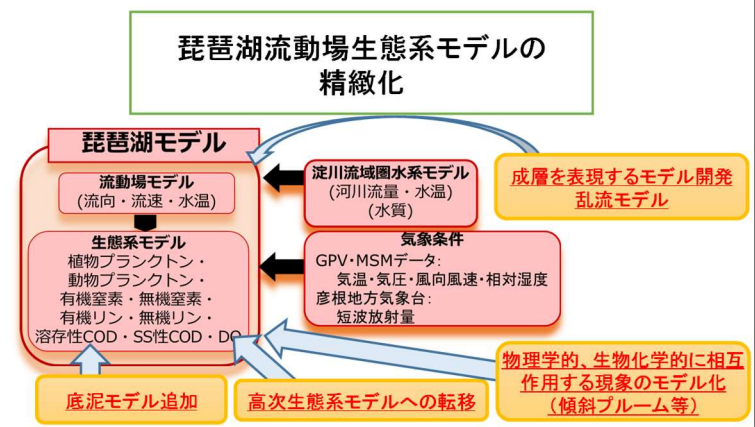 琵琶湖流動場生態系モデルの
精緻化
琵琶湖モデル
流動場モデル
(流向・流速・水温)
生態系モデル
植物プランクトン・
動物プランクトン・
有機窒素・無機窒素・
有機リン・無機リン・
溶存性COD・SS性COD・DO
淀川流域圏水系モデル
(河川流量・水温)
(水質)
気象条件
GPV・MSMデータ:
気温・気圧・風向風速・相対湿度
彦根地方気象台:
短波放射量
成層を表現するモデル開発
乱流モデル
底泥モデル追加
高次生態系モデルへの転移
物理学的、生物化学的に相互
作用する現象のモデル化
(傾斜プルーム等)